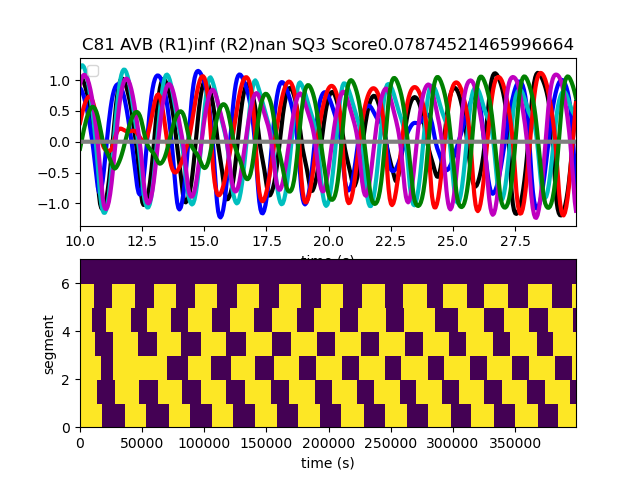 C81 AVB (R1)inf (R2)nan SQ3 Score0.07874521465996664
1.0
0.5
0.0
−0.5
−1.0
10.0 12.5 15.0 17.5 20.0 22.5 25.0 27.5
time (s)
6
4
2
0
segment
0 50000 100000 150000 200000 250000 300000 350000
time (s)